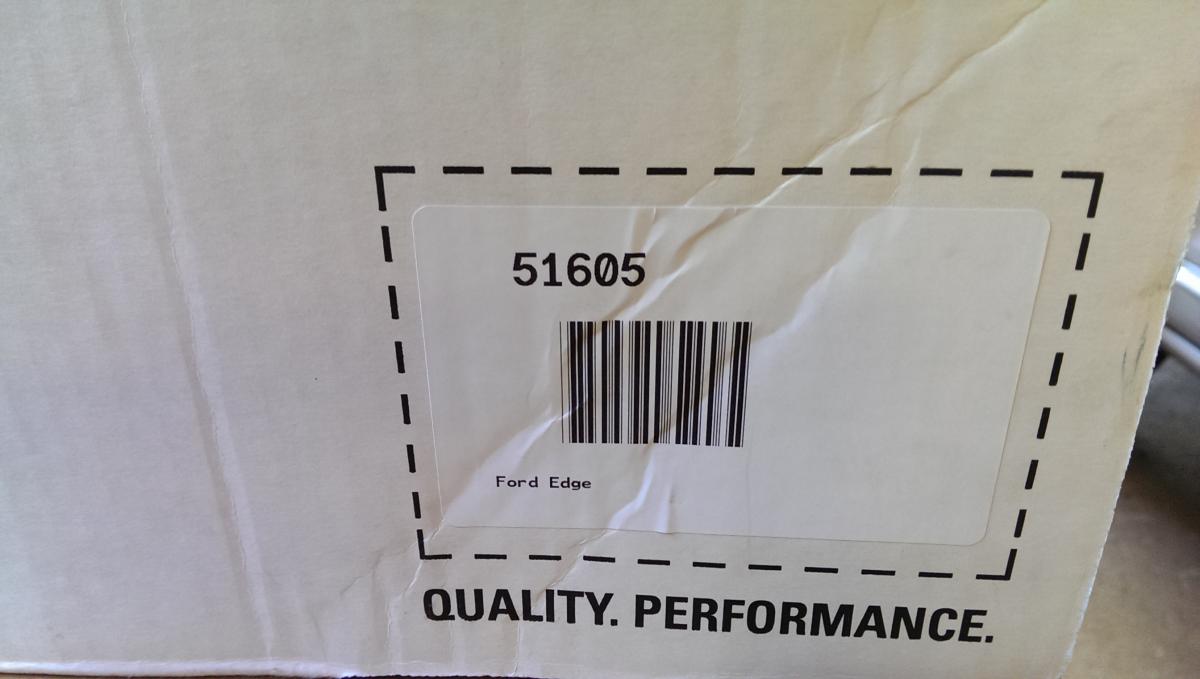 51605
Ford Edge
QUALITY. PERFORMANCE.